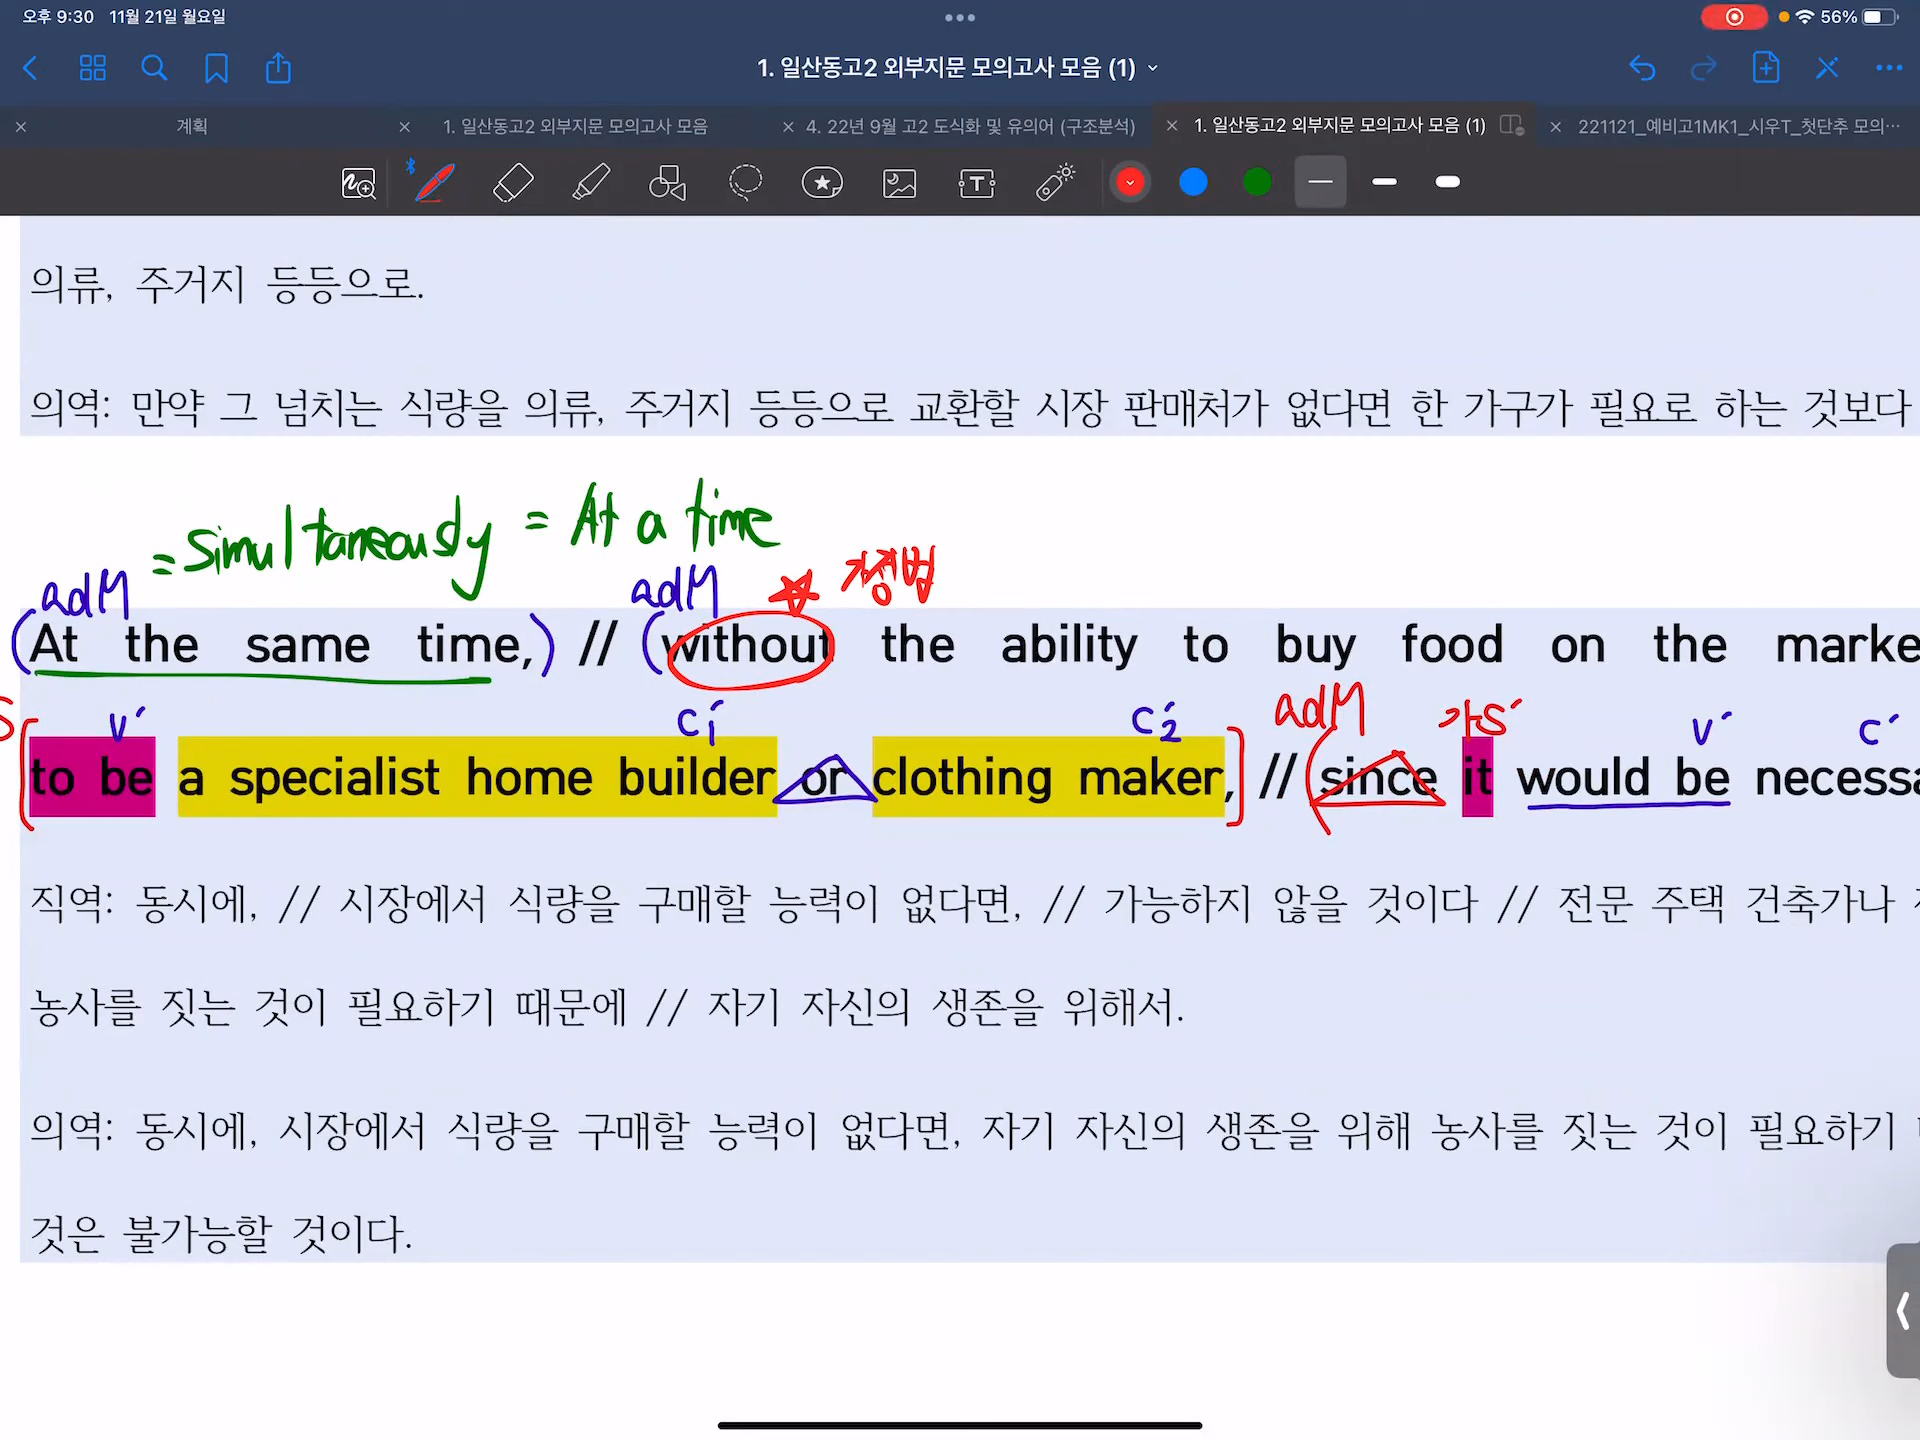 오후 9:30 11월 21일 월요일
56%
1. 일산동고2 외부지문 모의고사 모음 (1)
계획
1. 일산동고2 외부지문 모의고사 모음
4. 22년 9월 고2 도식화 및 유의어 (구조분석)
1. 일산동고2 외부지문 모의고사 모음 (1)
221121_예비고1MK1_시우T_첫단추 모의…
의류, 주거지 등등으로.
의역: 만약 그 넘치는 식량을 의류, 주거지 등등으로 교환할 시장 판매처가 없다면 한 가구가 필요로 하는 것보다
= simultaneously = At a time
adM adM ☆ 가정법
(At the same time,) // (without the ability to buy food on the marke
S v′ c′1 c′2 adM 가S′ v′ c′
[to be a specialist home builder or clothing maker,] // (since it would be necessa
직역: 동시에, // 시장에서 식량을 구매할 능력이 없다면, // 가능하지 않을 것이다 // 전문 주택 건축가나
농사를 짓는 것이 필요하기 때문에 // 자기 자신의 생존을 위해서.
의역: 동시에, 시장에서 식량을 구매할 능력이 없다면, 자기 자신의 생존을 위해 농사를 짓는 것이 필요하기
것은 불가능할 것이다.